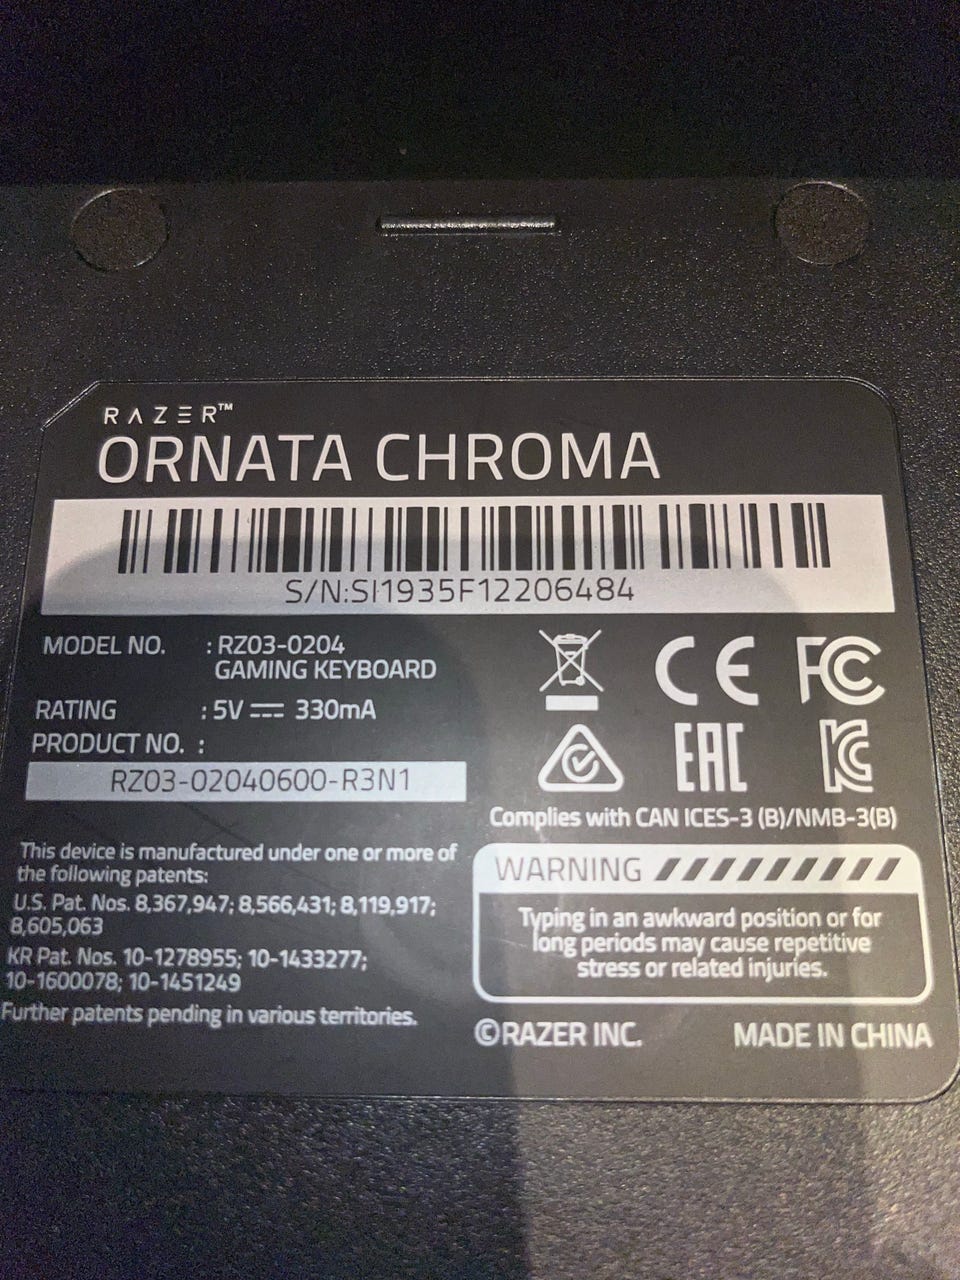 RAZER™
ORNATA CHROMA
S/N:SI1935F12206484
MODEL NO. : RZ03-0204
GAMING KEYBOARD
RATING : 5V ⎓ 330mA
PRODUCT NO. :
RZ03-02040600-R3N1
This device is manufactured under one or more of
the following patents:
U.S. Pat. Nos. 8,367,947; 8,566,431; 8,119,917;
8,605,063
KR Pat. Nos. 10-1278955; 10-1433277;
10-1600078; 10-1451249
Further patents pending in various territories.
CE FC
EAC KC
Complies with CAN ICES-3 (B)/NMB-3(B)
WARNING
Typing in an awkward position or for
long periods may cause repetitive
stress or related injuries.
©RAZER INC. MADE IN CHINA